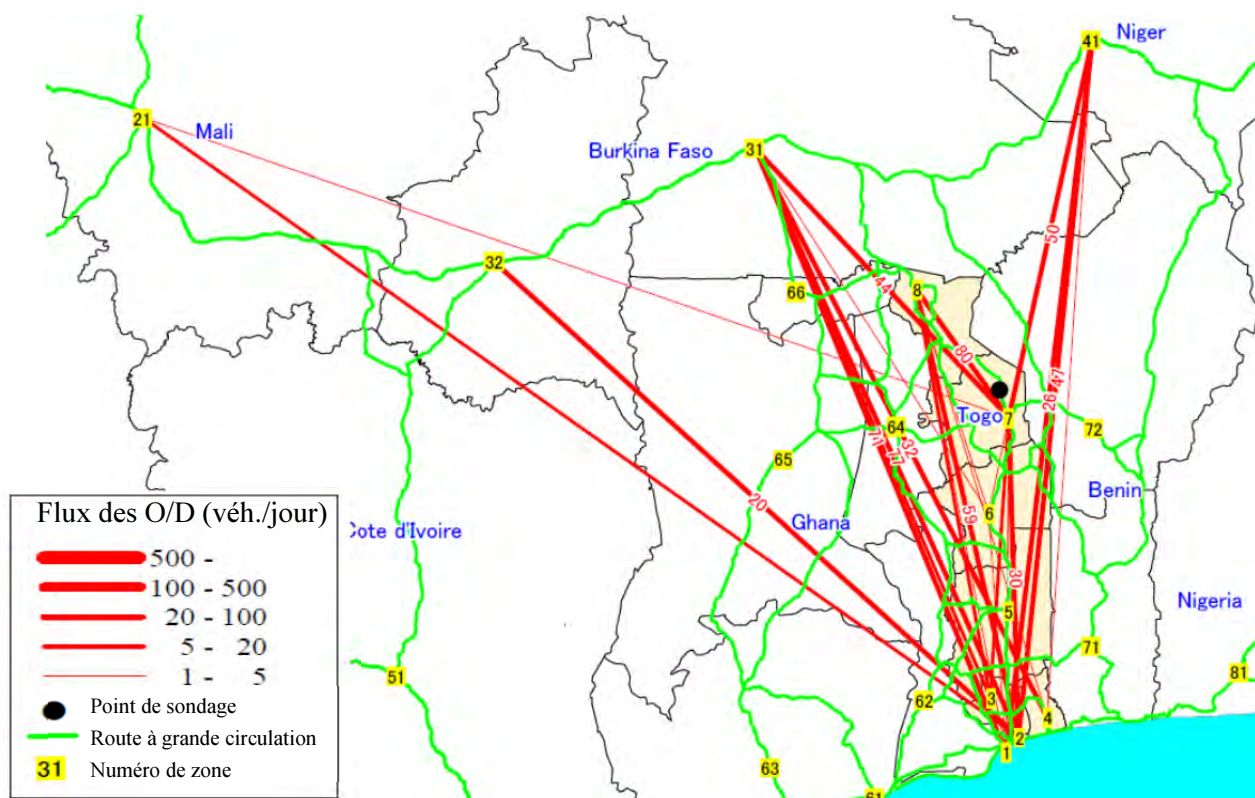 41
Niger
21
Mali
Burkina Faso
31
50
32
44
66
8
80
47
26
Togo
7
64
72
71
77
32
65
Benin
20
59
6
Ghana
Cote d'Ivoire
30
5
Nigeria
71
51
3
62
81
4
2
1
63
61
Flux des O/D (véh./jour)
500 -
100 - 500
20 - 100
5 - 20
1 - 5
Point de sondage
Route à grande circulation
31 Numéro de zone